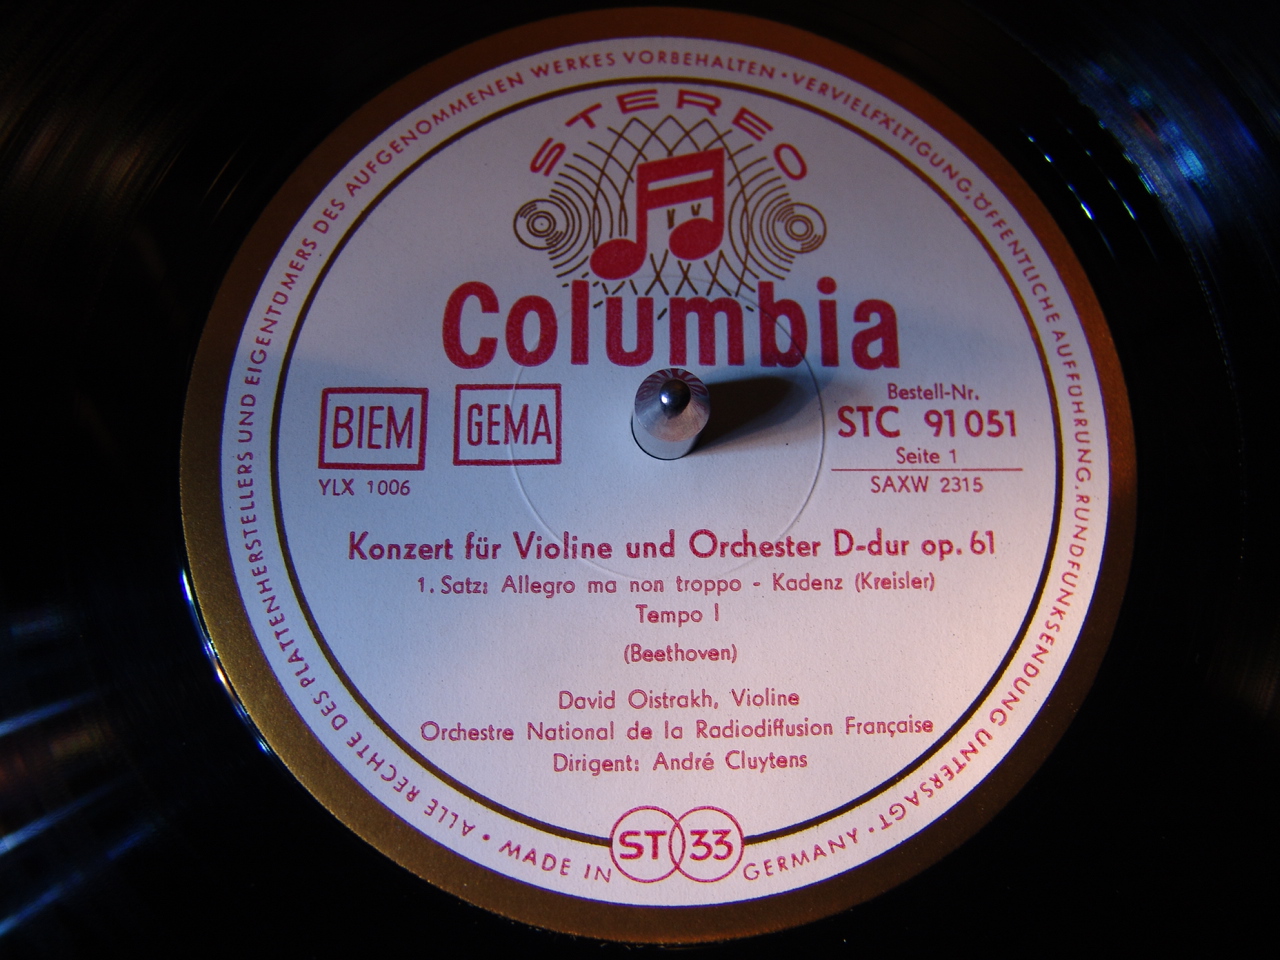 ALLE RECHTE DES PLATTENHERSTELLERS UND EIGENTÜMERS DES AUFGENOMMENEN WERKES VORBEHALTEN · VERVIELFÄLTIGUNG, ÖFFENTLICHE AUFFÜHRUNG, RUNDFUNKSENDUNG UNTERSAGT ·
STEREO
Columbia
BIEM
GEMA
YLX 1006
Bestell-Nr.
STC 91051
Seite 1
SAXW 2315
Konzert für Violine und Orchester D-dur op. 61
1. Satz: Allegro ma non troppo - Kadenz (Kreisler)
Tempo I
(Beethoven)
David Oistrakh, Violine
Orchestre National de la Radiodiffusion Française
Dirigent: André Cluytens
ST 33
MADE IN GERMANY